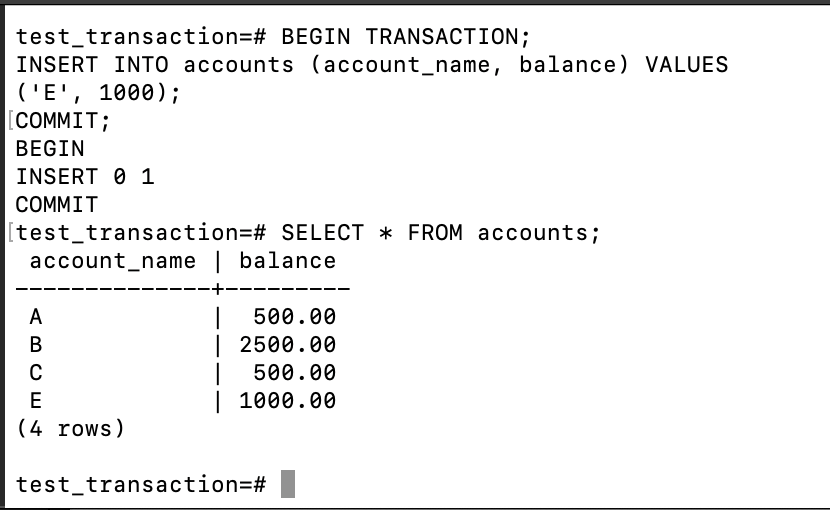 test_transaction=# BEGIN TRANSACTION;
INSERT INTO accounts (account_name, balance) VALUES
('E', 1000);
[COMMIT;
BEGIN
INSERT 0 1
COMMIT
[test_transaction=# SELECT * FROM accounts;
 account_name | balance
--------------+---------
 A            |  500.00
 B            | 2500.00
 C            |  500.00
 E            | 1000.00
(4 rows)
test_transaction=#